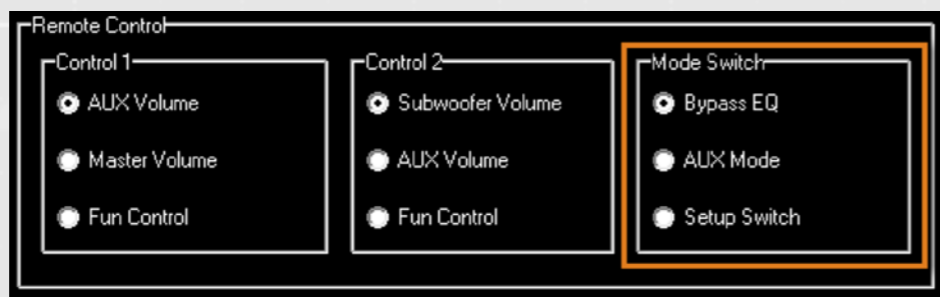 Remote Control
Control 1
AUX Volume
Master Volume
Fun Control
Control 2
Subwoofer Volume
AUX Volume
Fun Control
Mode Switch
Bypass EQ
AUX Mode
Setup Switch